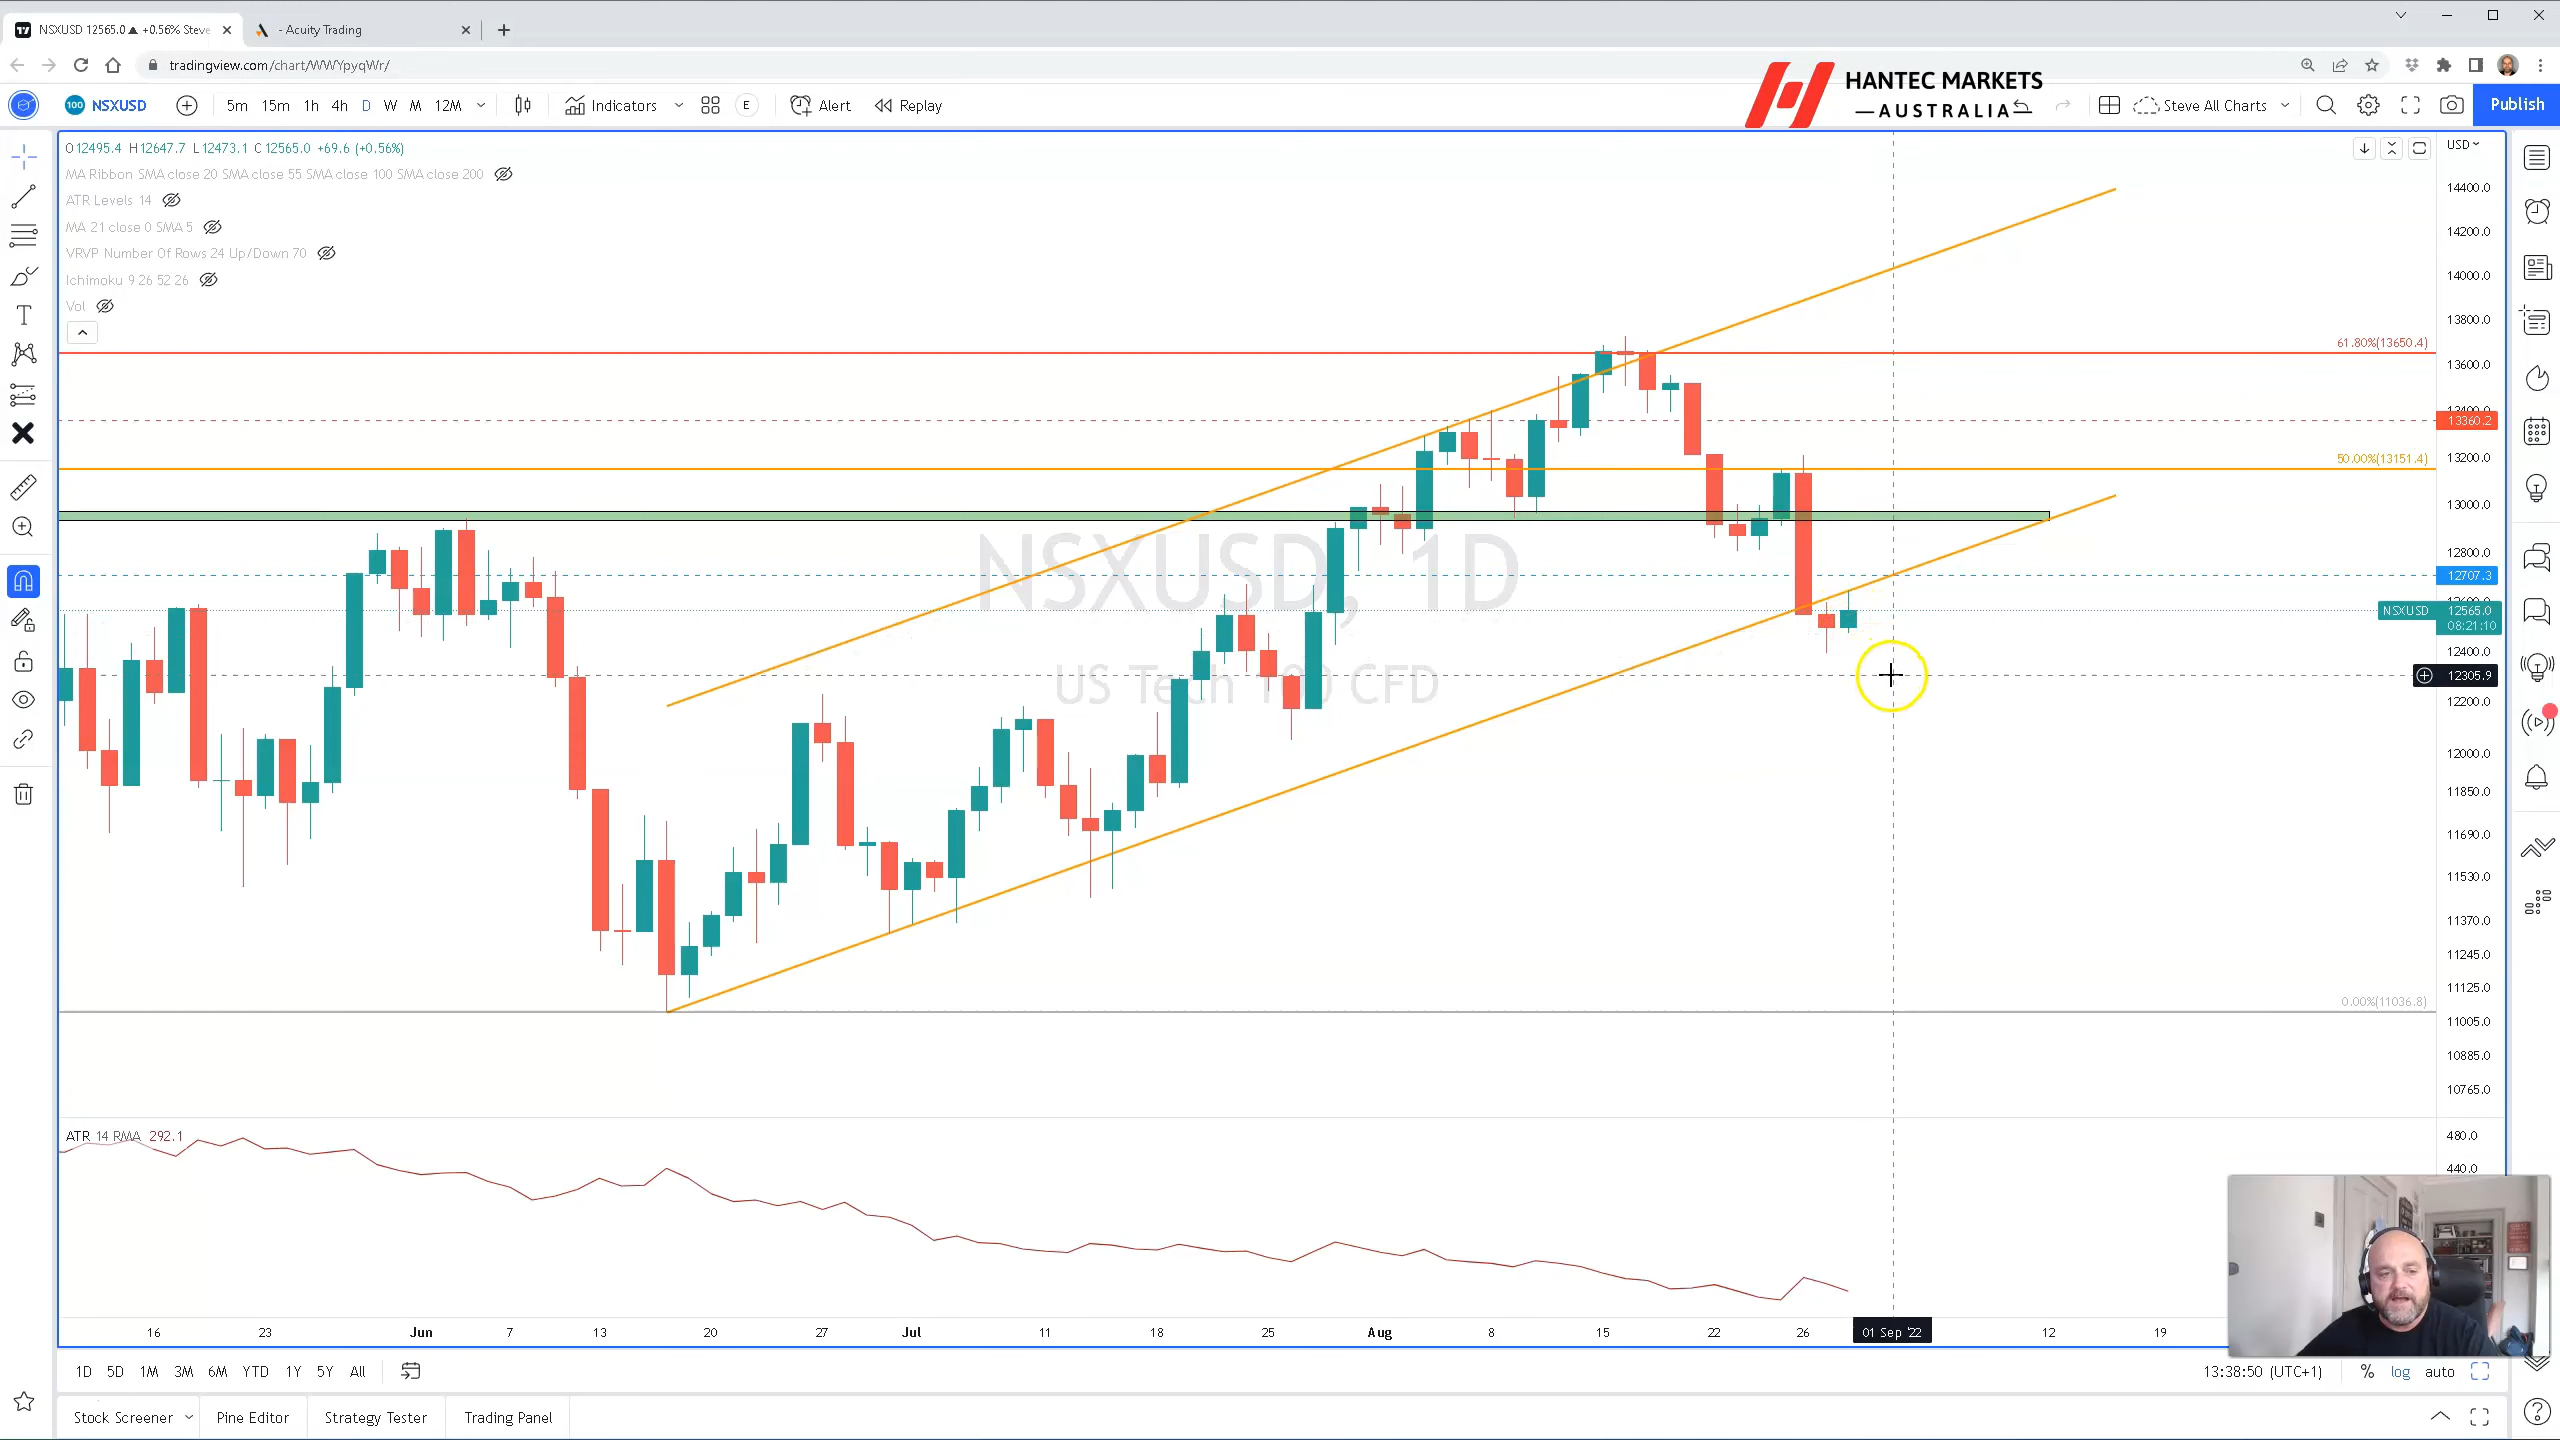 NSXUSD 12565.0 ▲ +0.56% Steve
- Acuity Trading
tradingview.com/chart/WWYpyqWr/
HANTEC MARKETS
AUSTRALIA
100 NSXUSD 5m 15m 1h 4h D W M 12M Indicators E Alert Replay Steve All Charts Publish
O12495.4 H12647.7 L12473.1 C12565.0 +69.6 (+0.56%)
MA Ribbon SMA close 20 SMA close 55 SMA close 100 SMA close 200
ATR Levels 14
MA 21 close 0 SMA 5
VRVP Number Of Rows 24 Up/Down 70
Ichimoku 9 26 52 26
Vol
USD
14400.0
14200.0
14000.0
13800.0
61.80%(13650.4)
13600.0
13400.0
13360.2
50.00%(13151.4)
13200.0
13000.0
12800.0
12707.3
12600.0
NSXUSD 12565.0
08:21:10
12400.0
12305.9
12200.0
12000.0
11850.0
11690.0
11530.0
11370.0
11245.0
11125.0
0.00%(11036.8)
11005.0
10885.0
10765.0
NSXUSD, 1D
US Tech 100 CFD
ATR 14 RMA 292.1
480.0
440.0
16 23 Jun 7 13 20 27 Jul 11 18 25 Aug 8 15 22 26 01 Sep '22 12 19
1D 5D 1M 3M 6M YTD 1Y 5Y All
13:38:50 (UTC+1) % log auto
Stock Screener Pine Editor Strategy Tester Trading Panel